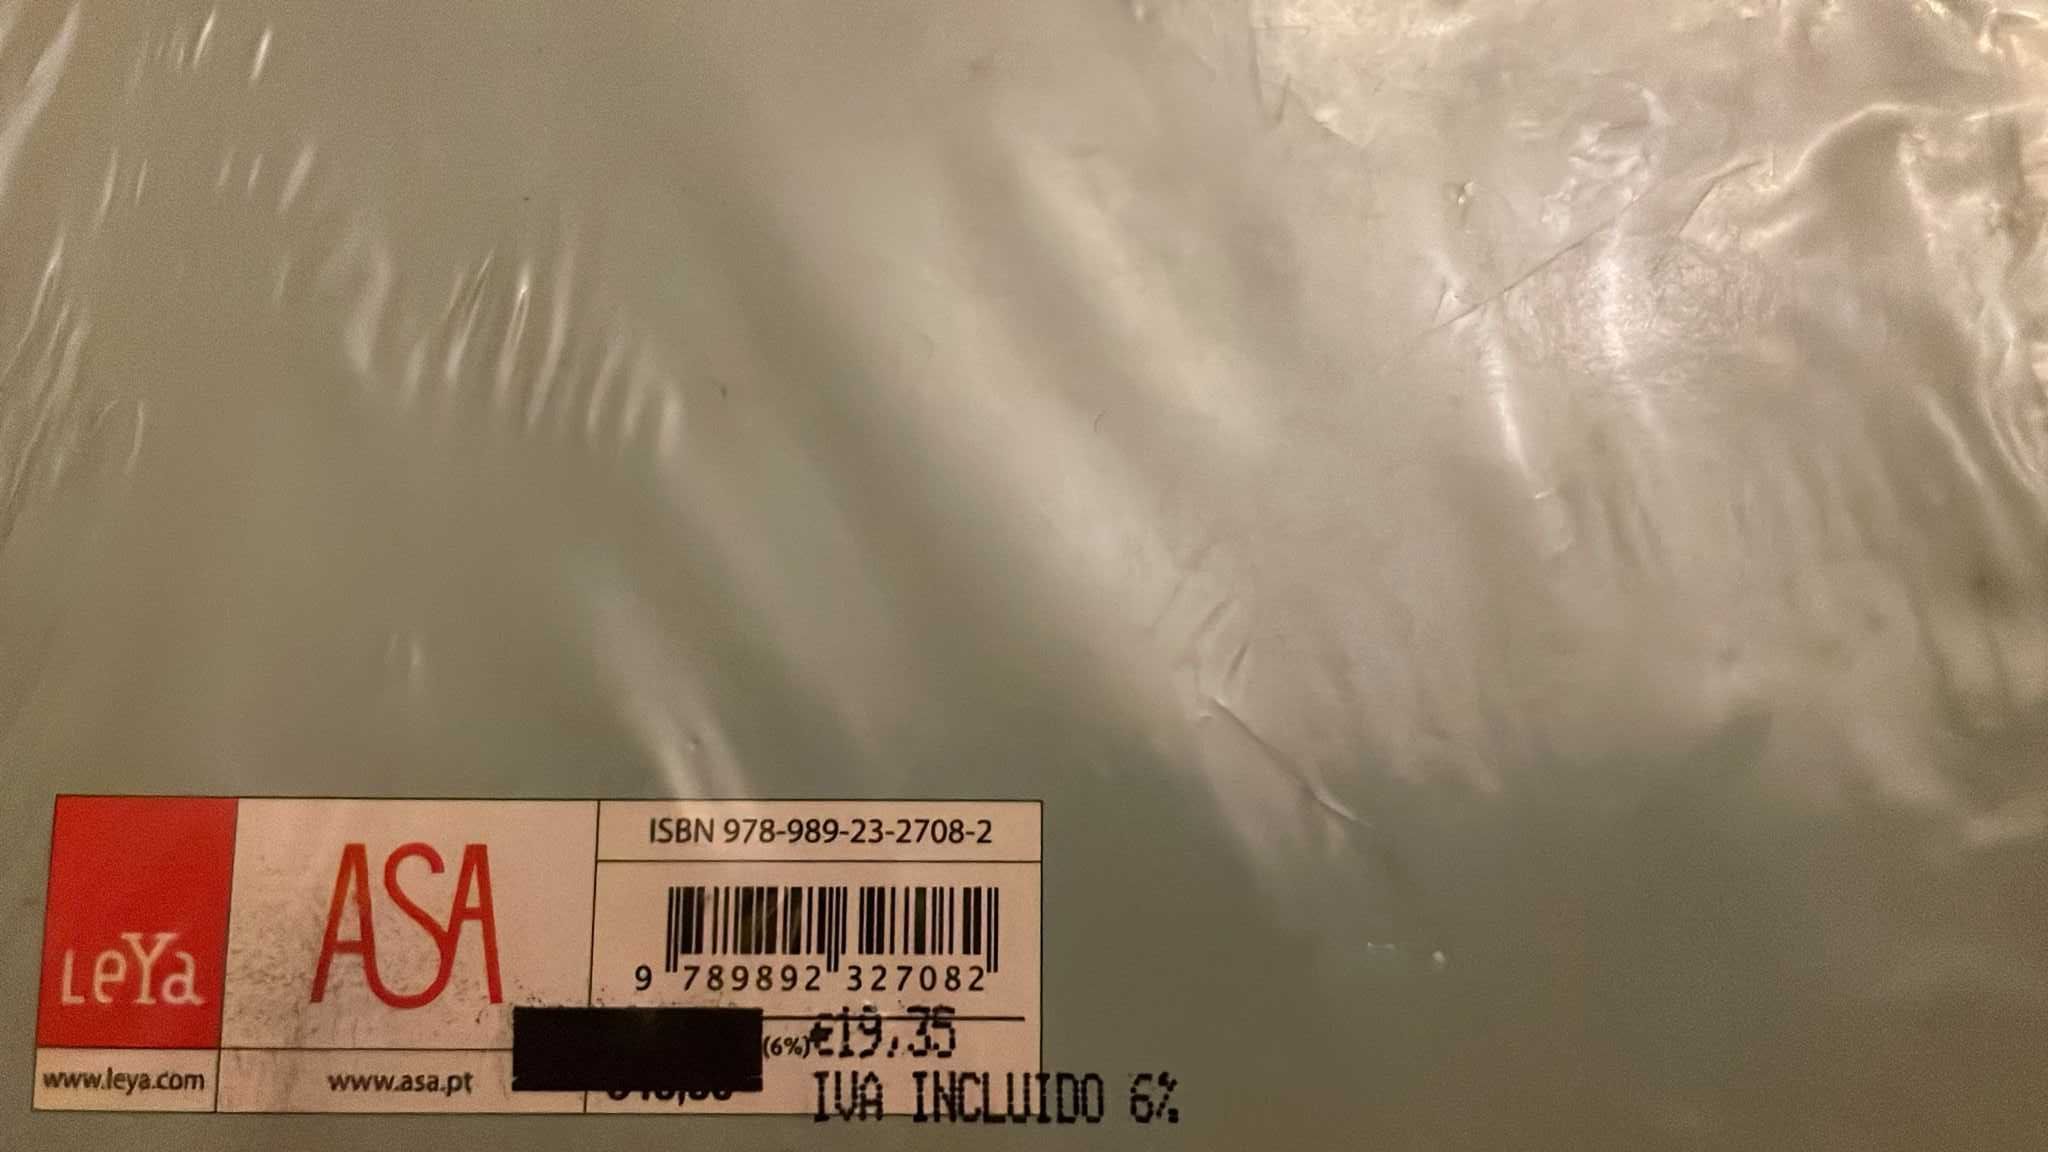 LeYa
ASA
ISBN 978-989-23-2708-2
9 789892 327082
(6%) €19,35
www.leya.com
www.asa.pt
IVA INCLUIDO 6%